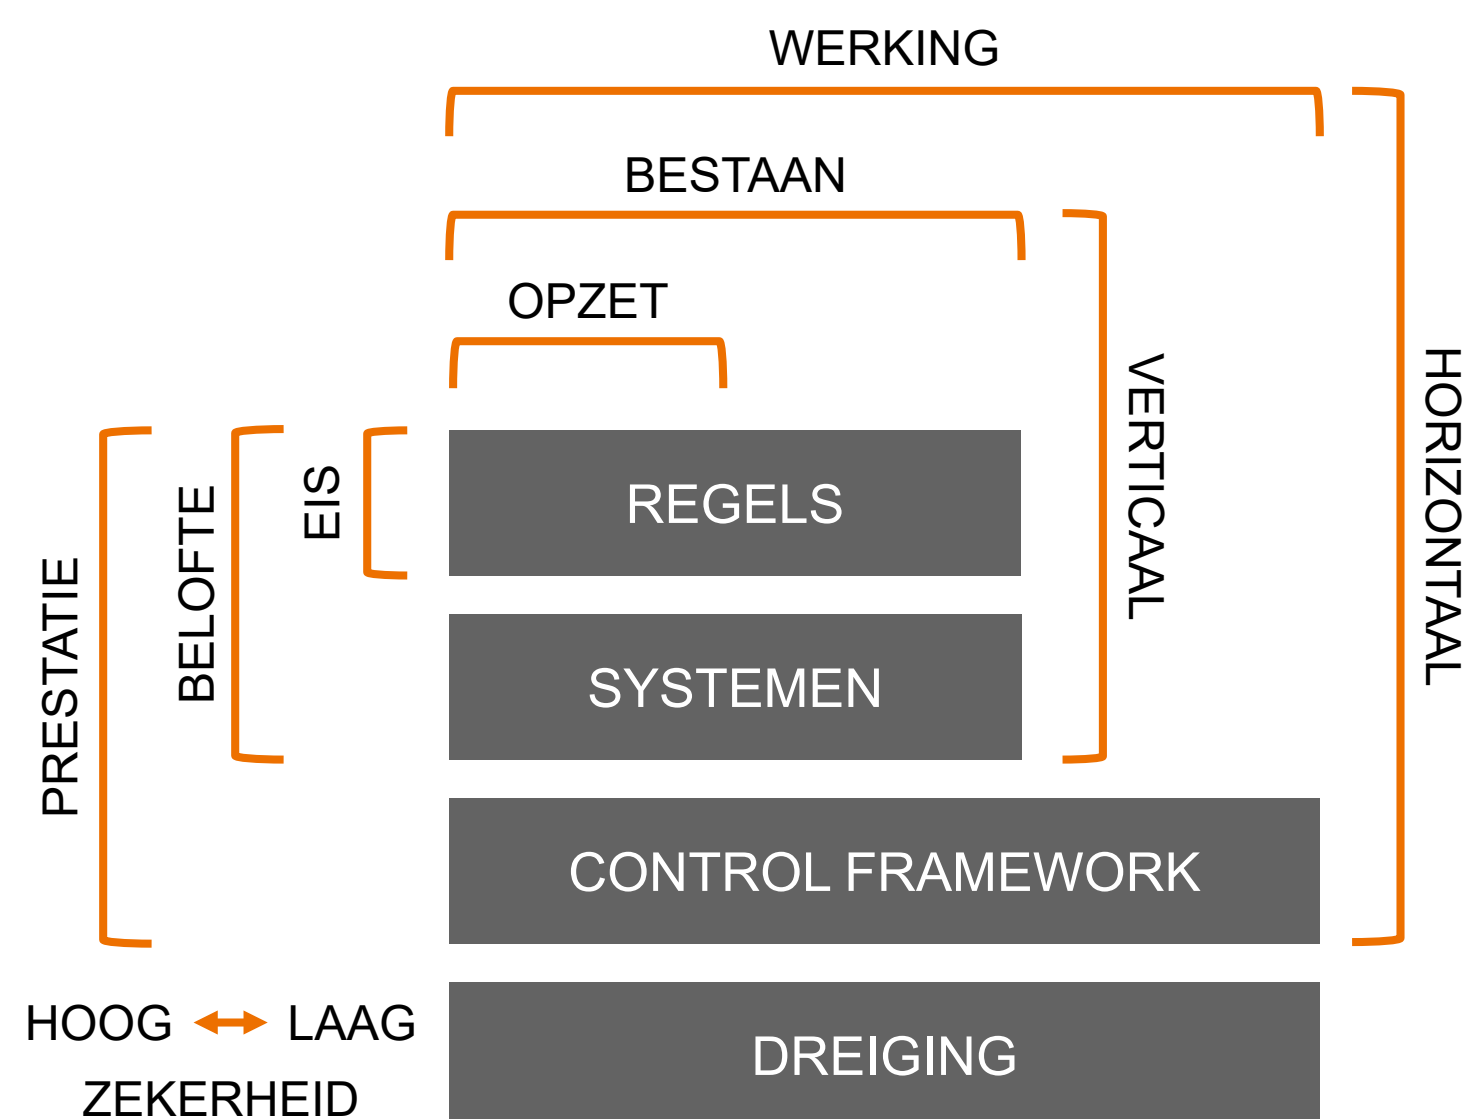 WERKING
BESTAAN
OPZET
PRESTATIE
BELOFTE
EIS
REGELS
VERTICAAL
HORIZONTAAL
SYSTEMEN
CONTROL FRAMEWORK
HOOG LAAG
ZEKERHEID
DREIGING